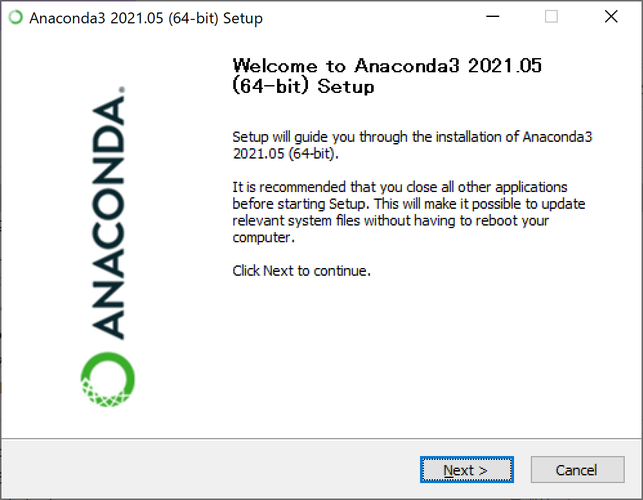 Anaconda3 2021.05 (64-bit) Setup
Welcome to Anaconda3 2021.05
(64-bit) Setup
ANACONDA.
Setup will guide you through the installation of Anaconda3
2021.05 (64-bit).
It is recommended that you close all other applications
before starting Setup. This will make it possible to update
relevant system files without having to reboot your
computer.
Click Next to continue.
Next >
Cancel